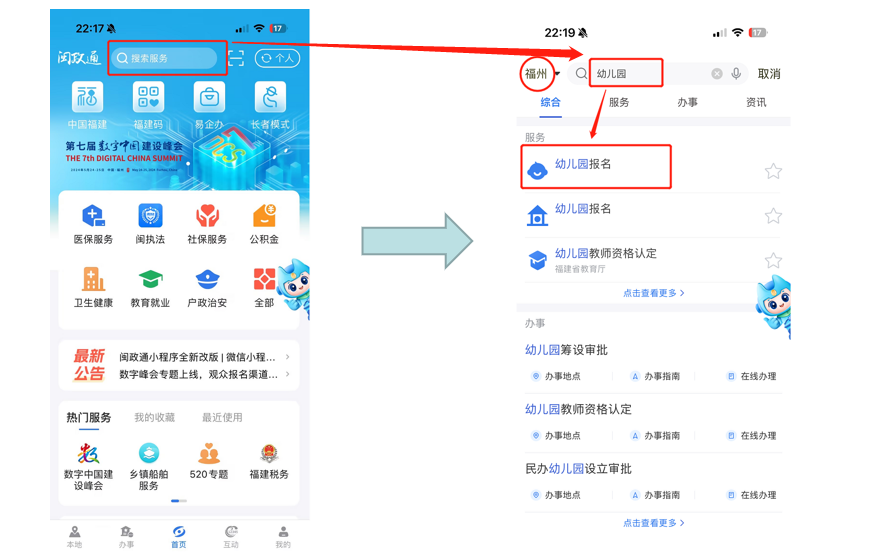 22:17
17
闽政通
搜索服务
个人
中国福建
福建码
易企办
长者模式
第七届数字中国建设峰会
THE 7th DIGITAL CHINA SUMMIT
医保服务
闽执法
社保服务
公积金
卫生健康
教育就业
户政治安
全部
最新
公告
闽政通小程序全新改版 | 微信小程...
数字峰会专题上线，观众报名渠道...
热门服务
我的收藏
最近使用
数字中国建
设峰会
乡镇船舶
服务
520专题
福建税务
本地
办事
首页
互动
我的
22:19
17
福州
幼儿园
取消
综合
服务
办事
资讯
服务
幼儿园报名
幼儿园报名
幼儿园教师资格认定
福建省教育厅
点击查看更多 >
办事
幼儿园筹设审批
办事地点
办事指南
在线办理
幼儿园教师资格认定
办事地点
办事指南
在线办理
民办幼儿园设立审批
办事地点
办事指南
在线办理
点击查看更多 >